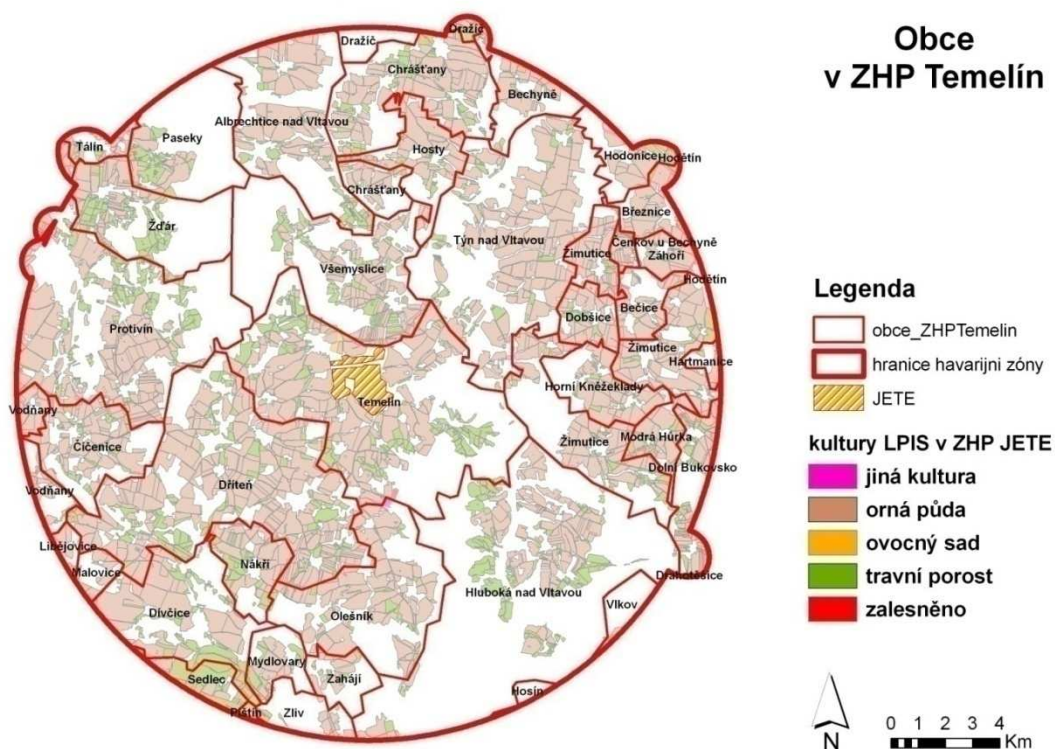 Obce
v ZHP Temelín
Dražíč
Dražíč
Chrášťany
Bechyně
Paseky
Albrechtice nad Vltavou
Tálín
Hosty
Hodonice
Hodětín
Chrášťany
Žďár
Březnice
Týn nad Vltavou
Žimutice
Čenkov u Bechyně
Záhoří
Všemyslice
Hodětín
Protivín
Dobšice
Bečice
Žimutice
Hartmanice
Horní Kněžeklady
Temelín
Vodňany
Čičenice
Žimutice
Modrá Hůrka
Dolní Bukovsko
Vodňany
Dříteň
Libějovice
Malovice
Nákří
Hluboká nad Vltavou
Drahotěšice
Vlkov
Dívčice
Olešník
Mydlovary
Sedlec
Zahájí
Hosín
Pištín
Zliv
Legenda
obce_ZHPTemelin
hranice havarijni zóny
JETE
kultury LPIS v ZHP JETE
jiná kultura
orná půda
ovocný sad
travní porost
zalesněno
N
0 1 2 3 4
Km